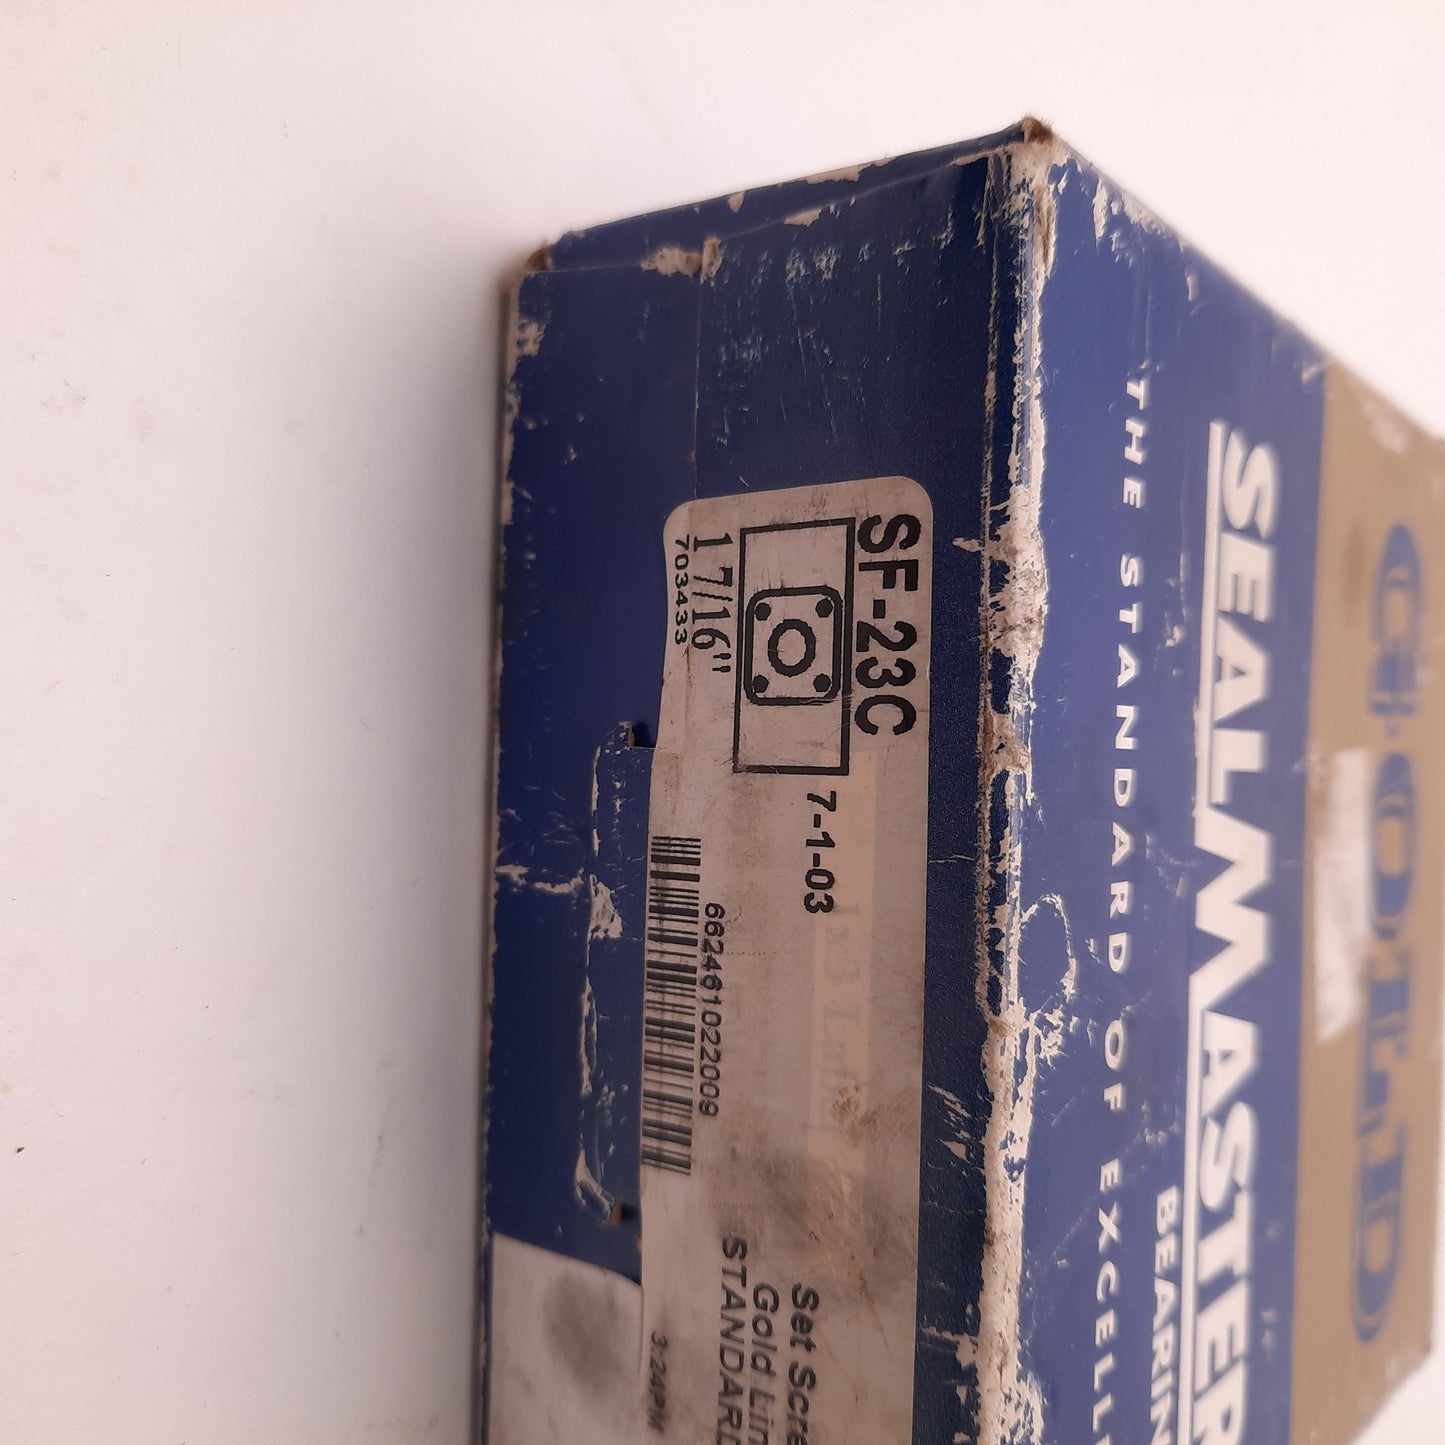 SF-23C
1 7/16"
703433
7-1-03
662461022009
Set Scre
Gold Lin
STANDARD
3:24PM
THE STANDARD OF EXCELL
SEALMASTER
BEARIN
GOLD